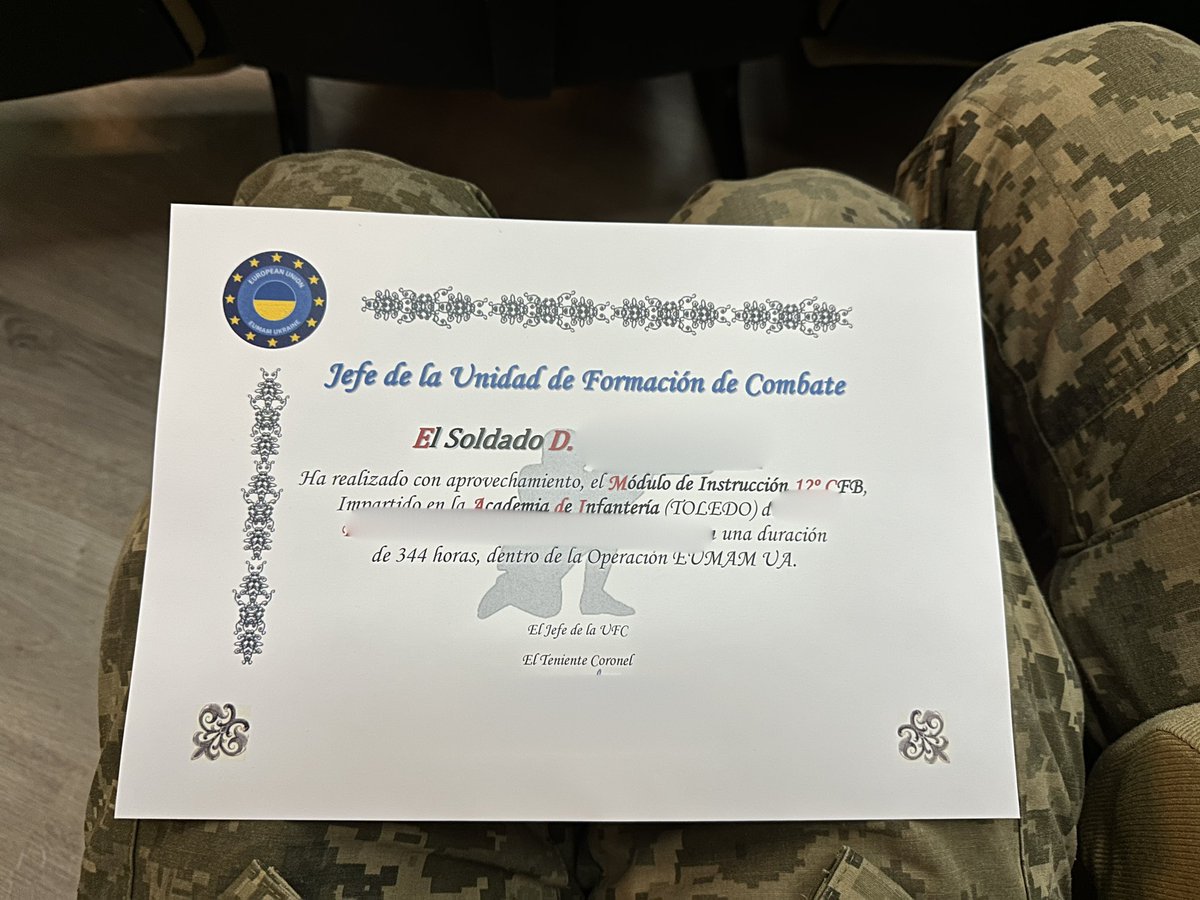 EUROPEAN UNION
EUMAM UKRAINE
Jefe de la Unidad de Formación de Combate
El Soldado D.
Ha realizado con aprovechamiento, el Módulo de Instrucción 12º CFB,
Impartido en la Academia de Infantería (TOLEDO)
una duración
de 344 horas, dentro de la Operación EUMAM UA.
El Jefe de la UFC
El Teniente Coronel